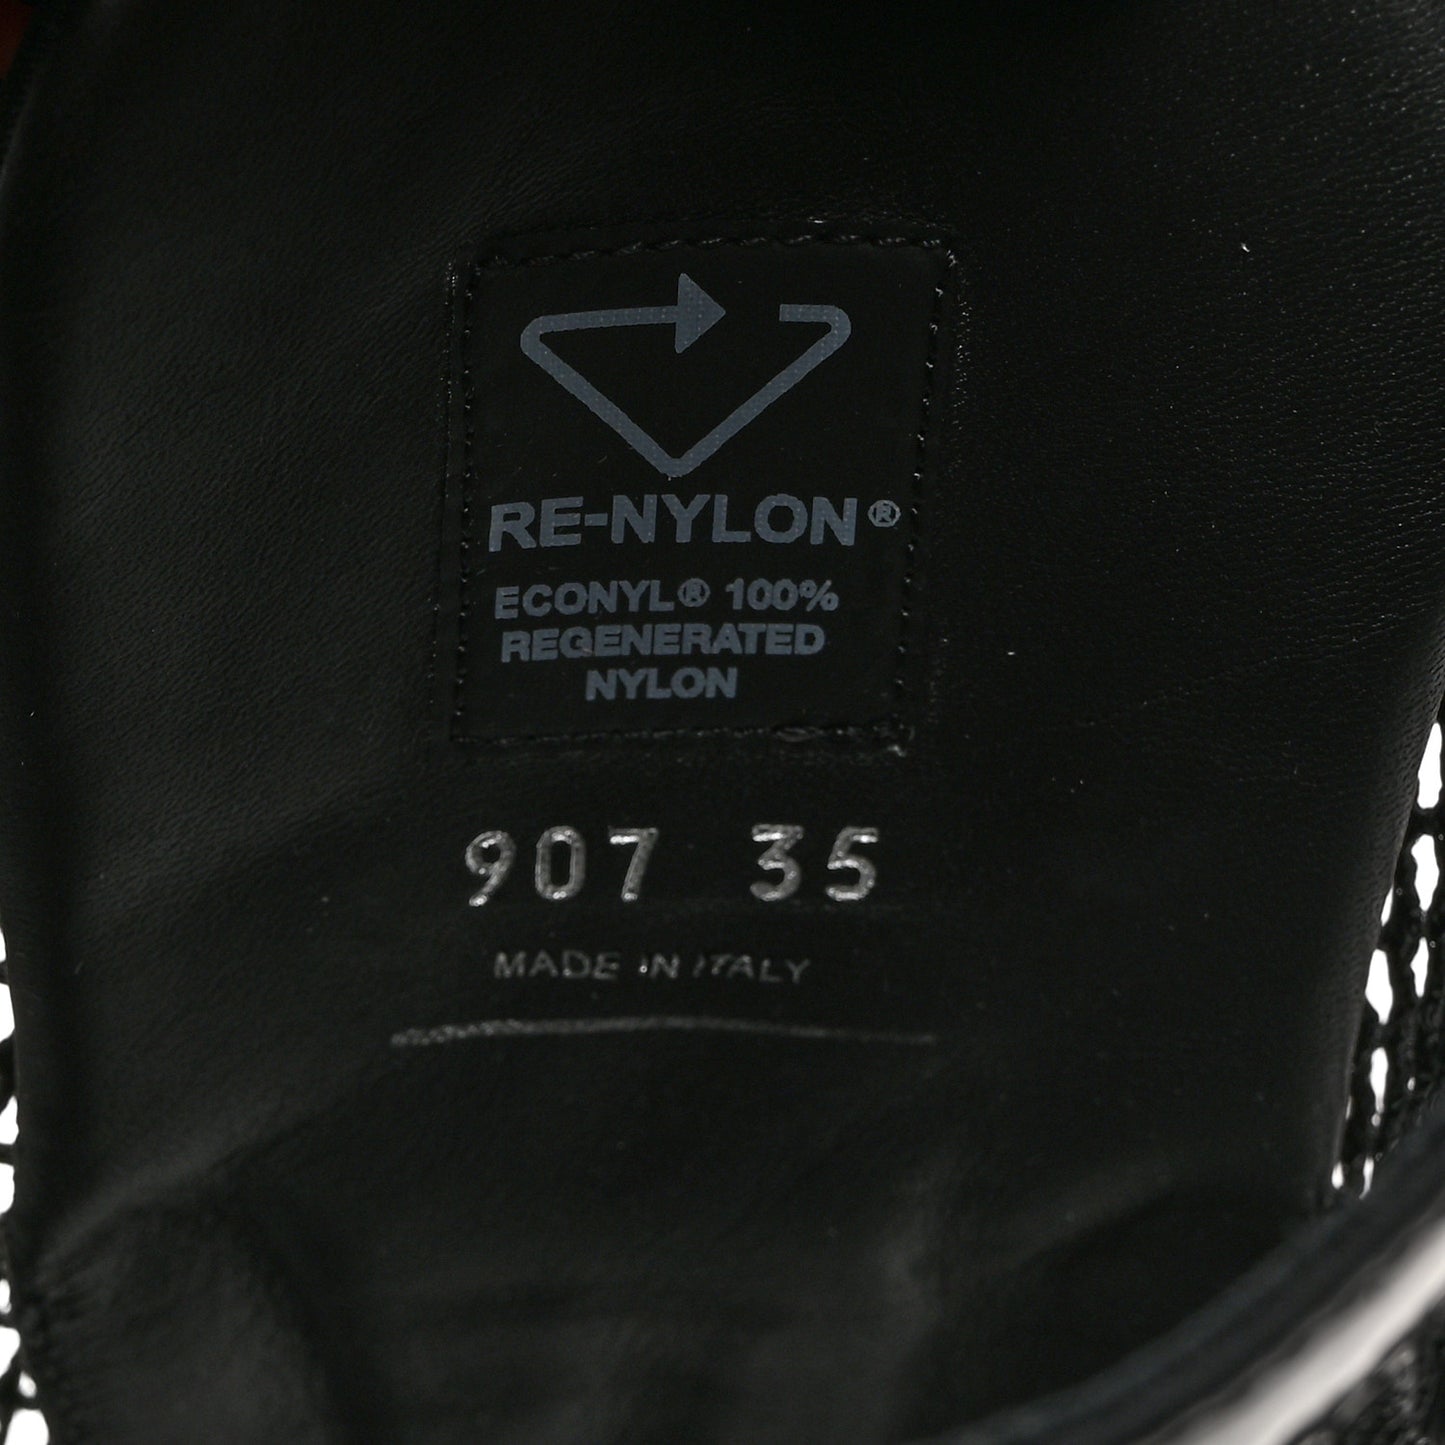 RE-NYLON®
ECONYL® 100%
REGENERATED
NYLON
907 35
MADE IN ITALY